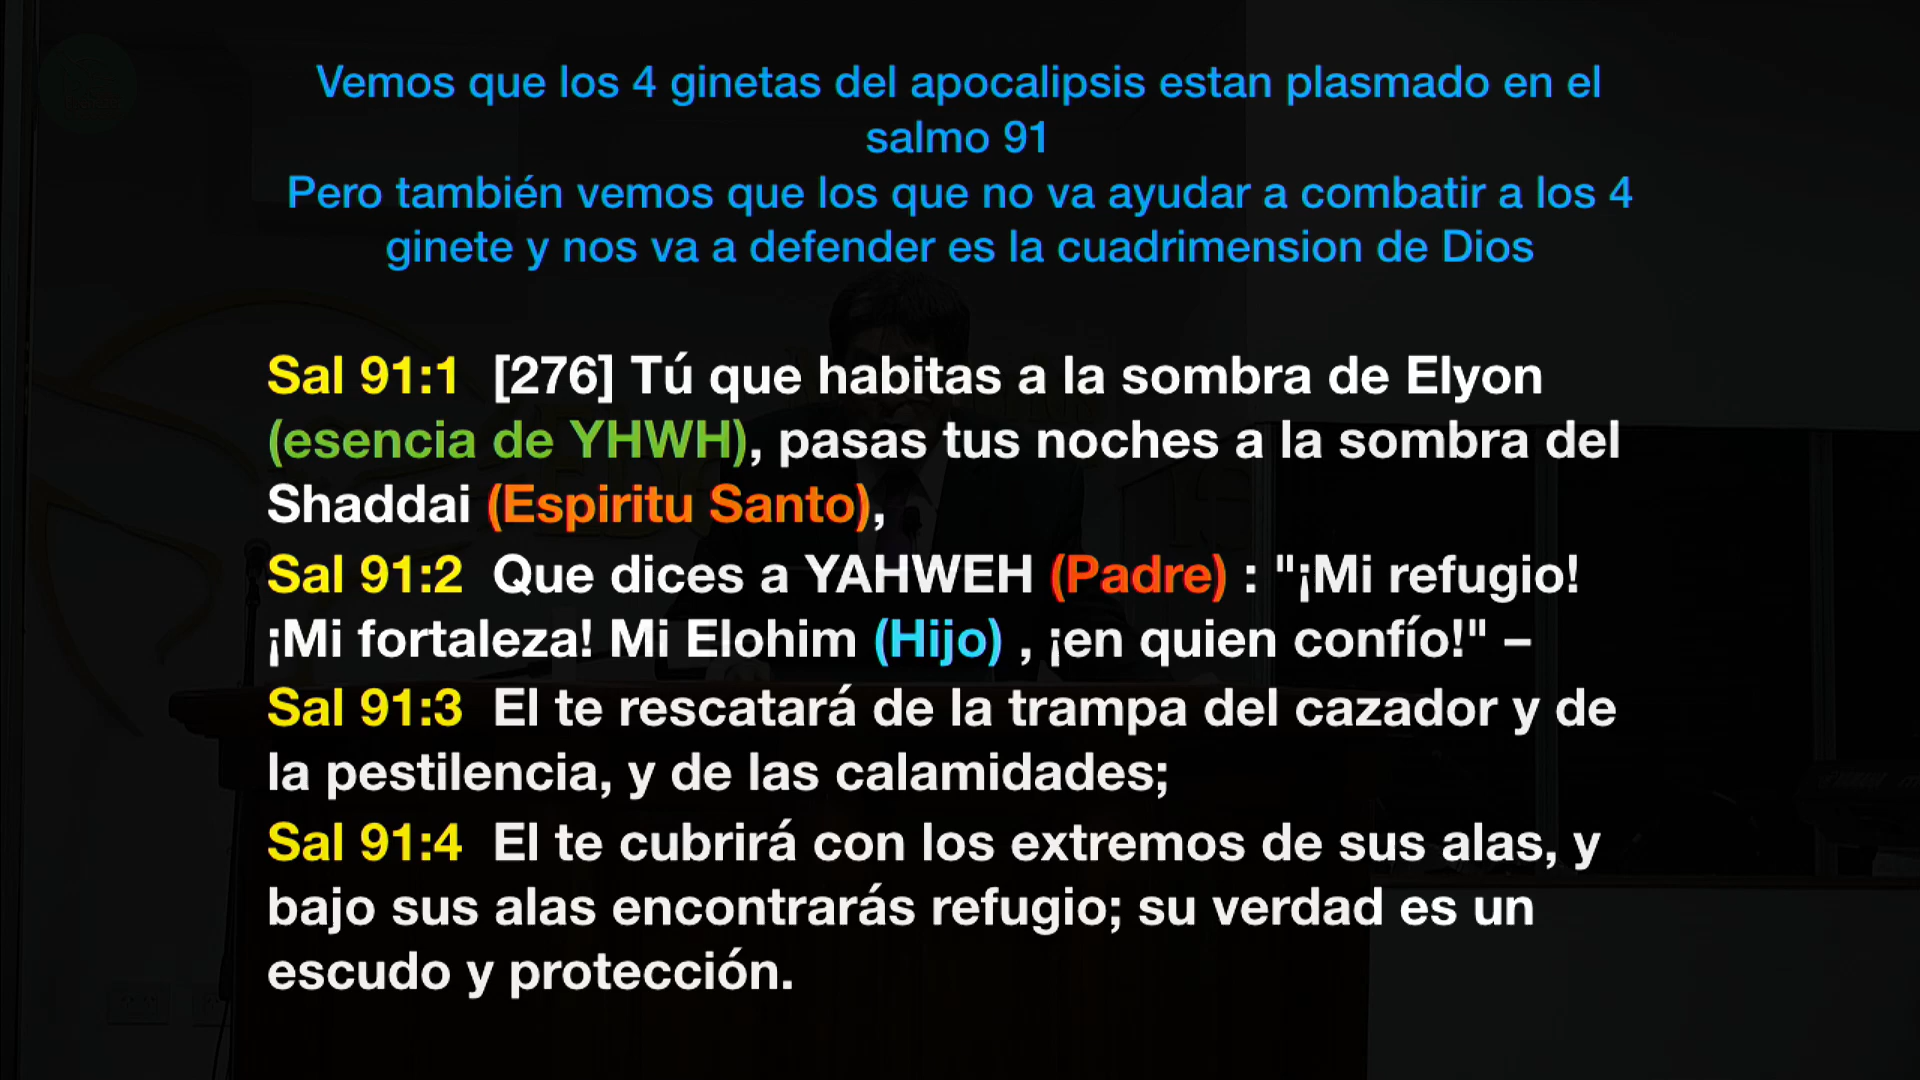 Vemos que los 4 ginetas del apocalipsis estan plasmado en el
salmo 91
Pero también vemos que los que no va ayudar a combatir a los 4
ginete y nos va a defender es la cuadrimension de Dios
Sal 91:1 [276] Tú que habitas a la sombra de Elyon
(esencia de YHWH), pasas tus noches a la sombra del
Shaddai (Espiritu Santo),
Sal 91:2 Que dices a YAHWEH (Padre) : "¡Mi refugio!
¡Mi fortaleza! Mi Elohim (Hijo) , ¡en quien confío!" –
Sal 91:3 El te rescatará de la trampa del cazador y de
la pestilencia, y de las calamidades;
Sal 91:4 El te cubrirá con los extremos de sus alas, y
bajo sus alas encontrarás refugio; su verdad es un
escudo y protección.